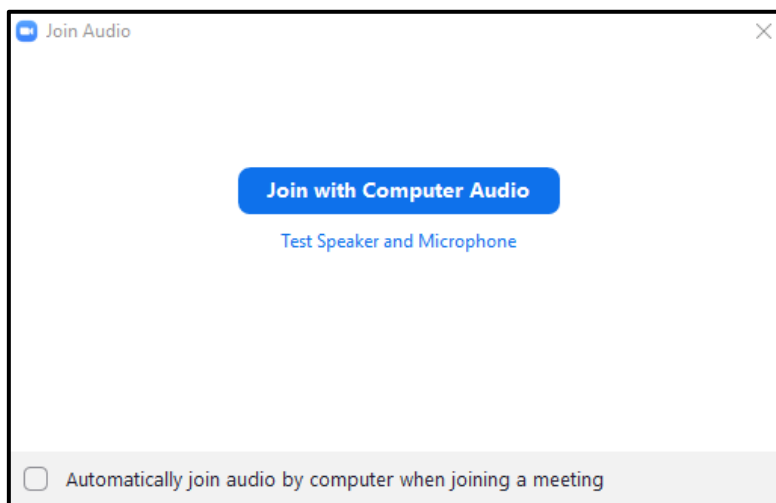 Join Audio
Join with Computer Audio
Test Speaker and Microphone
Automatically join audio by computer when joining a meeting